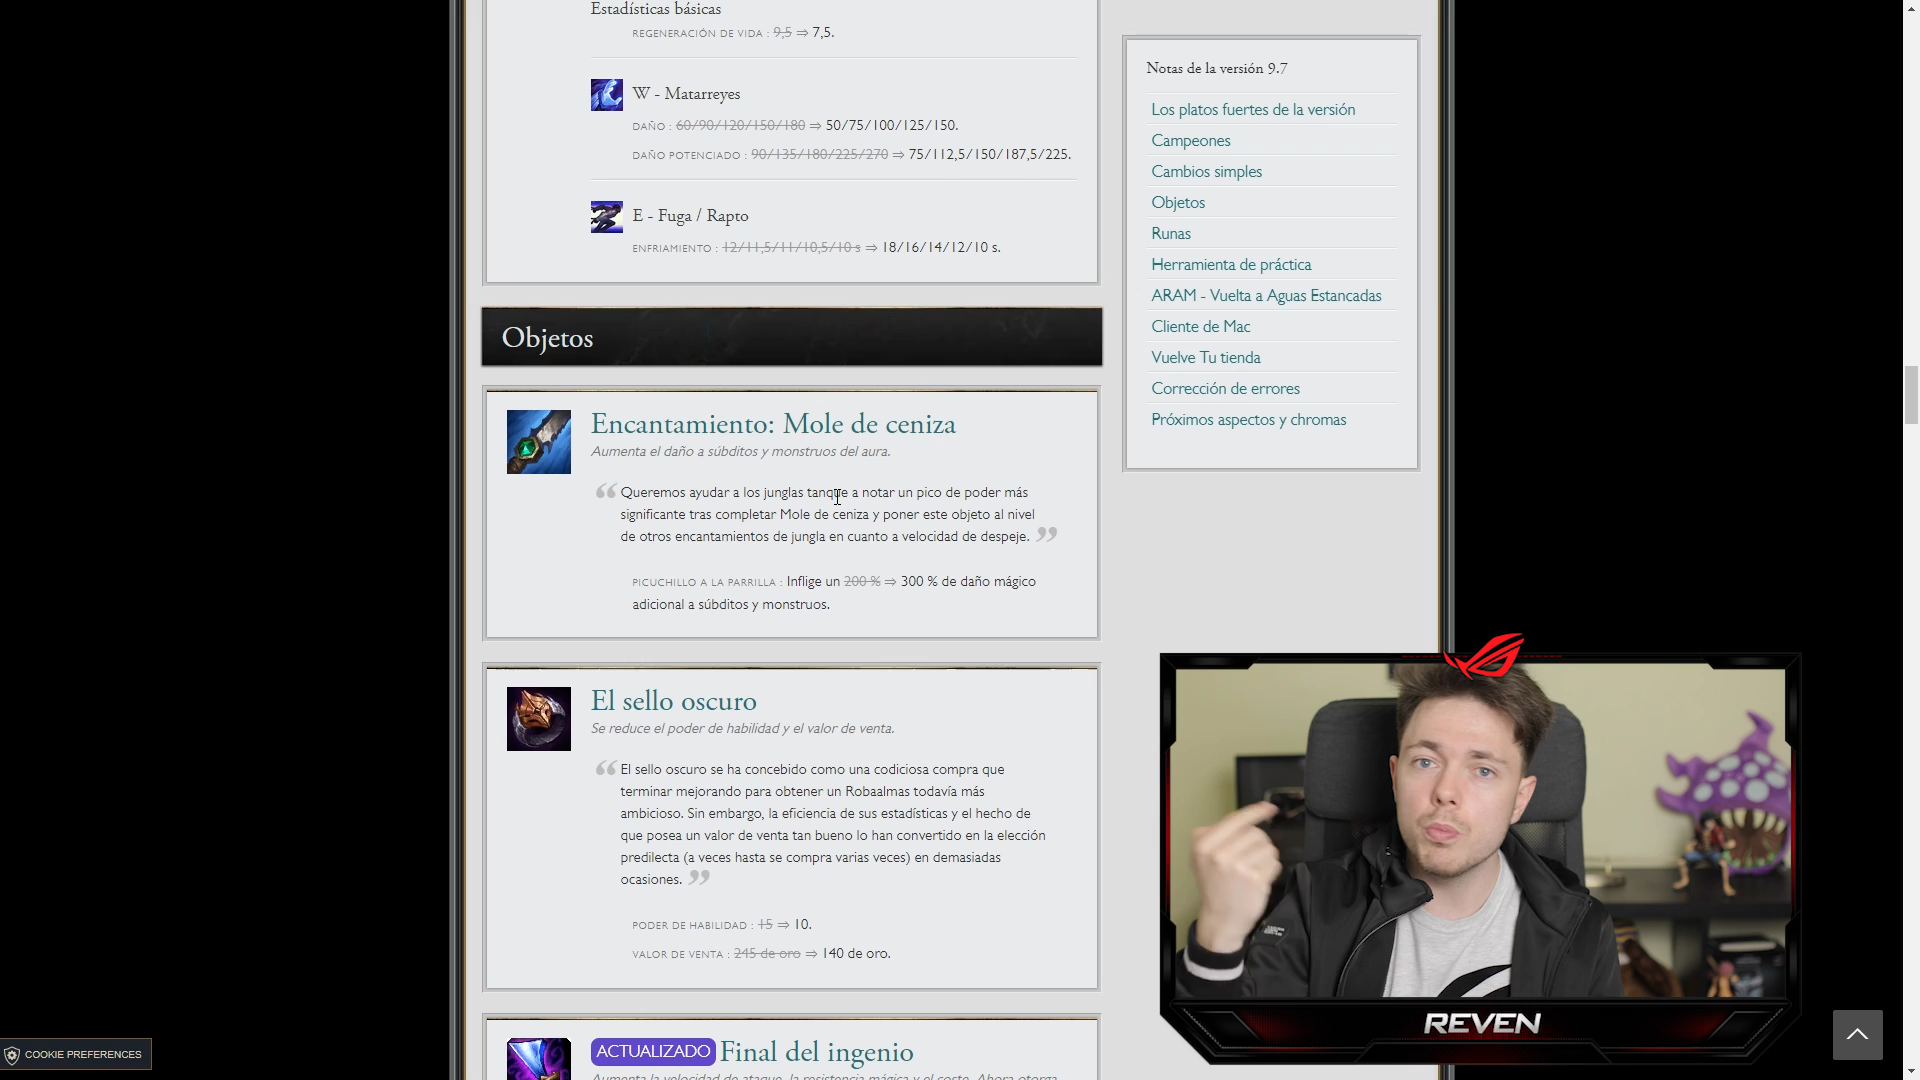 Estadísticas básicas
REGENERACIÓN DE VIDA : 9,5 ⇒ 7,5.
W - Matarreyes
DAÑO : 60/90/120/150/180 ⇒ 50/75/100/125/150.
DAÑO POTENCIADO : 90/135/180/225/270 ⇒ 75/112,5/150/187,5/225.
E - Fuga / Rapto
ENFRIAMIENTO : 12/11,5/11/10,5/10 s ⇒ 18/16/14/12/10 s.
Objetos
Encantamiento: Mole de ceniza
Aumenta el daño a súbditos y monstruos del aura.
“ Queremos ayudar a los junglas tanque a notar un pico de poder más
significante tras completar Mole de ceniza y poner este objeto al nivel
de otros encantamientos de jungla en cuanto a velocidad de despeje. ”
PICUCHILLO A LA PARRILLA : Inflige un 200 % ⇒ 300 % de daño mágico
adicional a súbditos y monstruos.
El sello oscuro
Se reduce el poder de habilidad y el valor de venta.
“ El sello oscuro se ha concebido como una codiciosa compra que
terminar mejorando para obtener un Robaalmas todavía más
ambicioso. Sin embargo, la eficiencia de sus estadísticas y el hecho de
que posea un valor de venta tan bueno lo han convertido en la elección
predilecta (a veces hasta se compra varias veces) en demasiadas
ocasiones. ”
PODER DE HABILIDAD : 15 ⇒ 10.
VALOR DE VENTA : 245 de oro ⇒ 140 de oro.
ACTUALIZADO Final del ingenio
Aumenta la velocidad de ataque, la resistencia mágica y el coste. Ahora otorga
Notas de la versión 9.7
Los platos fuertes de la versión
Campeones
Cambios simples
Objetos
Runas
Herramienta de práctica
ARAM - Vuelta a Aguas Estancadas
Cliente de Mac
Vuelve Tu tienda
Corrección de errores
Próximos aspectos y chromas
REVEN
COOKIE PREFERENCES